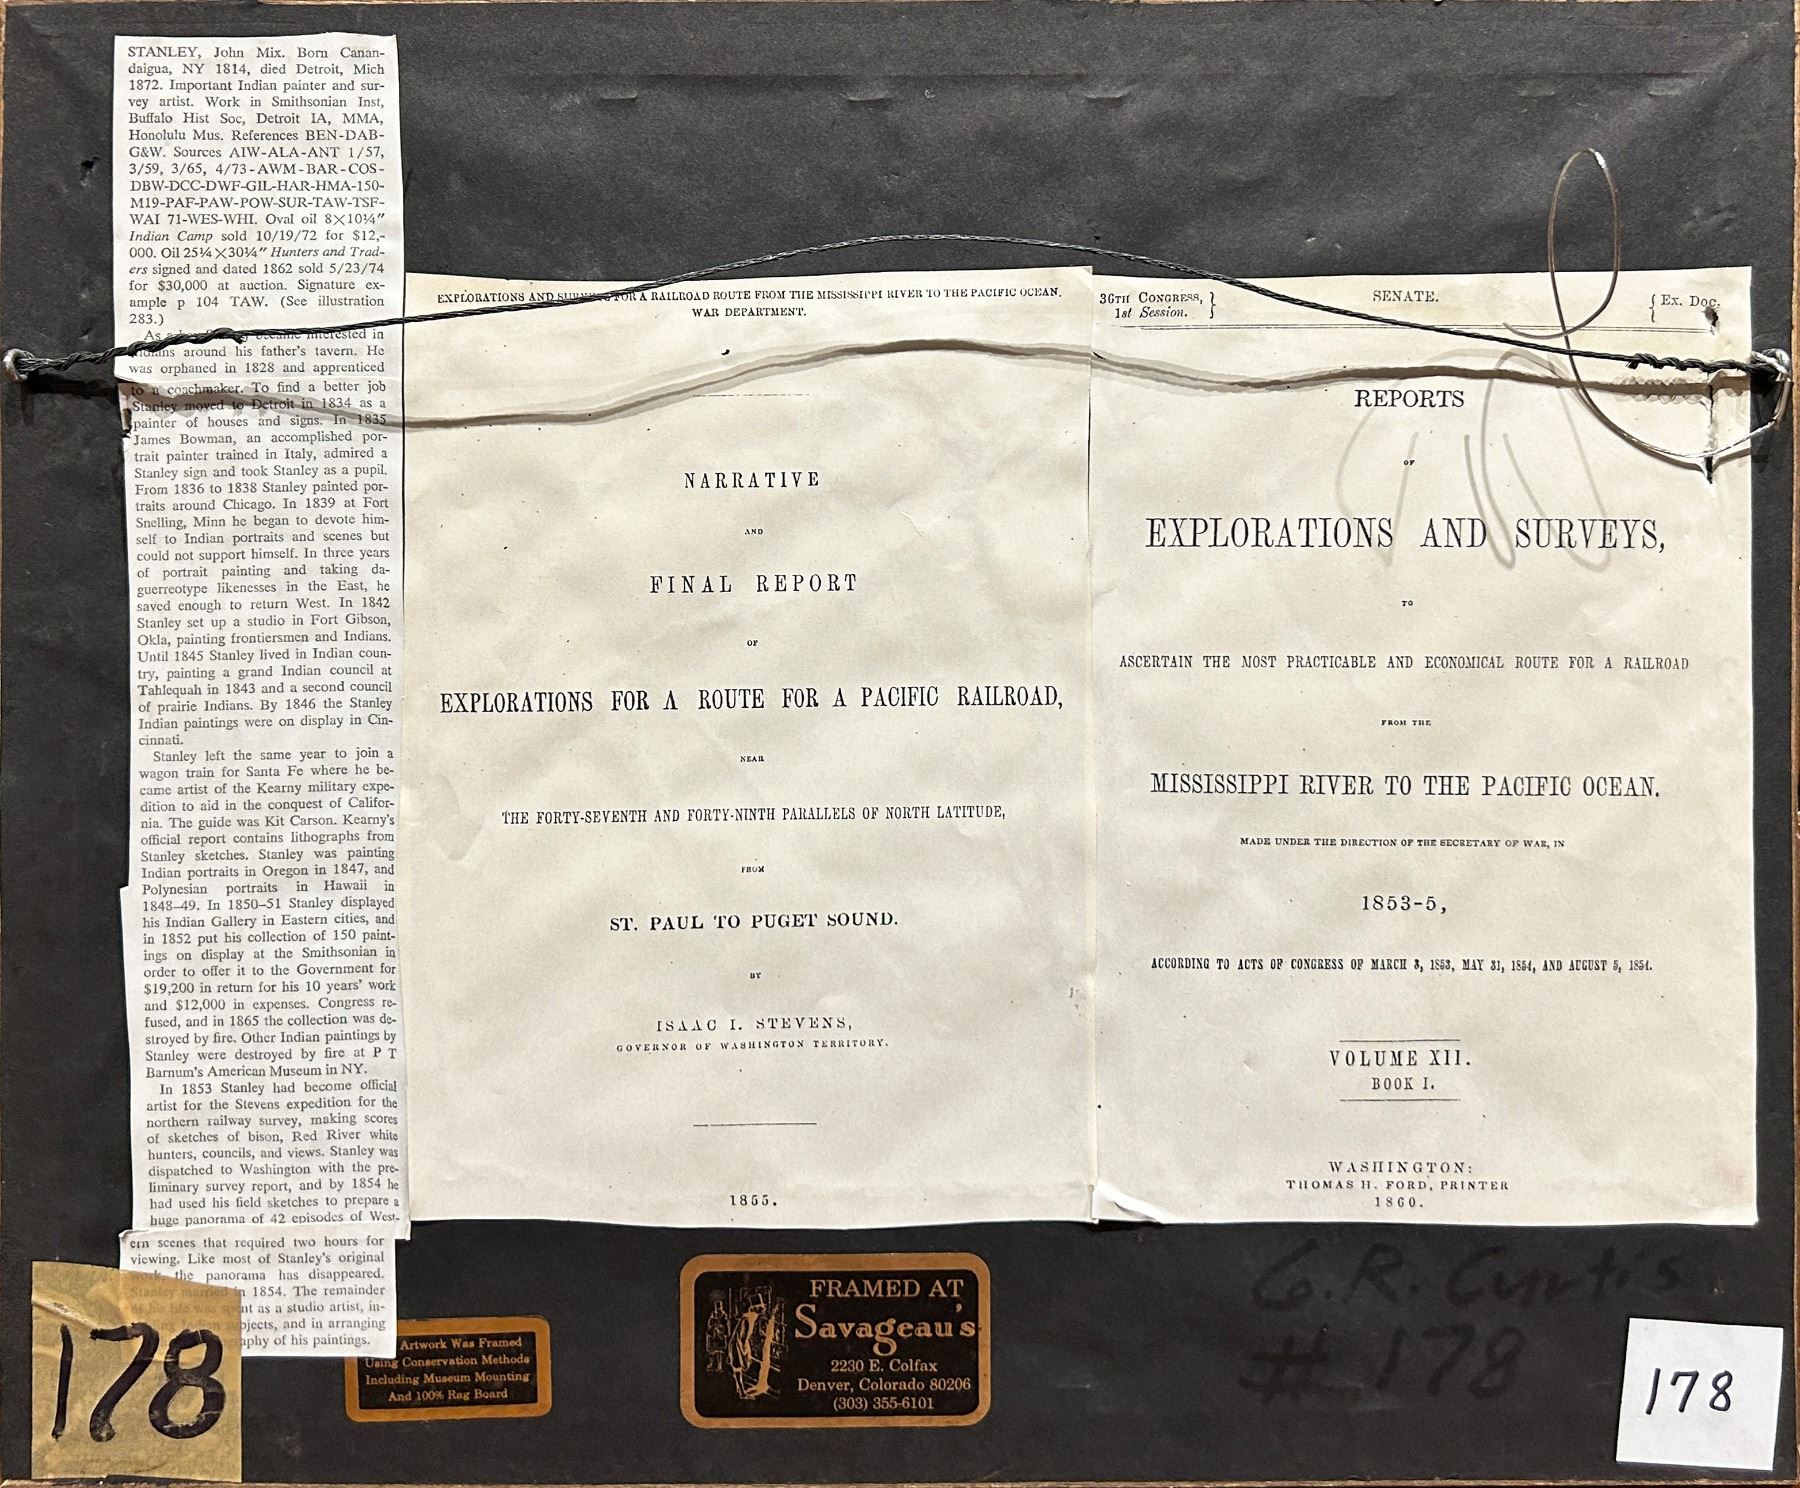 STANLEY, John Mix. Born Canan-
daigua, NY 1814, died Detroit, Mich
1872. Important Indian painter and sur-
vey artist. Work in Smithsonian Inst,
Buffalo Hist Soc, Detroit IA, MMA,
Honolulu Mus. References BEN-DAB-
G&W. Sources AIW-ALA-ANT 1/57,
3/59, 3/65, 4/73-AWM-BAR-COS-
DBW-DCC-DWF-GIL-HAR-HMA-150-
M19-PAF-PAW-POW-SUR-TAW-TSF-
WAI 71-WES-WHI. Oval oil 8×10¼"
Indian Camp sold 10/19/72 for $12,-
000. Oil 25¼×30¼" Hunters and Trad-
ers signed and dated 1862 sold 5/23/74
for $30,000 at auction. Signature ex-
ample p 104 TAW. (See illustration
283.)
As a boy became interested in
Indians around his father's tavern. He
was orphaned in 1828 and apprenticed
to a coachmaker. To find a better job
Stanley moved to Detroit in 1834 as a
painter of houses and signs. In 1835
James Bowman, an accomplished por-
trait painter trained in Italy, admired a
Stanley sign and took Stanley as a pupil.
From 1836 to 1838 Stanley painted por-
traits around Chicago. In 1839 at Fort
Snelling, Minn he began to devote him-
self to Indian portraits and scenes but
could not support himself. In three years
of portrait painting and taking da-
guerreotype likenesses in the East, he
saved enough to return West. In 1842
Stanley set up a studio in Fort Gibson,
Okla, painting frontiersmen and Indians.
Until 1845 Stanley lived in Indian coun-
try, painting a grand Indian council at
Tahlequah in 1843 and a second council
of prairie Indians. By 1846 the Stanley
Indian paintings were on display in Cin-
cinnati.
Stanley left the same year to join a
wagon train for Santa Fe where he be-
came artist of the Kearny military expe-
dition to aid in the conquest of Califor-
nia. The guide was Kit Carson. Kearny's
official report contains lithographs from
Stanley sketches. Stanley was painting
Indian portraits in Oregon in 1847, and
Polynesian portraits in Hawaii in
1848–49. In 1850–51 Stanley displayed
his Indian Gallery in Eastern cities, and
in 1852 put his collection of 150 paint-
ings on display at the Smithsonian in
order to offer it to the Government for
$19,200 in return for his 10 years' work
and $12,000 in expenses. Congress re-
fused, and in 1865 the collection was de-
stroyed by fire. Other Indian paintings by
Stanley were destroyed by fire at P T
Barnum's American Museum in NY.
In 1853 Stanley had become official
artist for the Stevens expedition for the
northern railway survey, making scores
of sketches of bison, Red River white
hunters, councils, and views. Stanley was
dispatched to Washington with the pre-
liminary survey report, and by 1854 he
had used his field sketches to prepare a
huge panorama of 42 episodes of West-
ern scenes that required two hours for
viewing. Like most of Stanley's original
work the panorama has disappeared.
Stanley married in 1854. The remainder
of his life was spent as a studio artist, in-
Indian subjects, and in arranging
of his paintings.
EXPLORATIONS AND SURVEYS FOR A RAILROAD ROUTE FROM THE MISSISSIPPI RIVER TO THE PACIFIC OCEAN.
WAR DEPARTMENT.
NARRATIVE
AND
FINAL REPORT
OF
EXPLORATIONS FOR A ROUTE FOR A PACIFIC RAILROAD,
NEAR
THE FORTY-SEVENTH AND FORTY-NINTH PARALLELS OF NORTH LATITUDE,
FROM
ST. PAUL TO PUGET SOUND.
BY
ISAAC I. STEVENS,
GOVERNOR OF WASHINGTON TERRITORY.
1855.
36TH CONGRESS, } SENATE. { Ex. Doc.
1st Session.
REPORTS
OF
EXPLORATIONS AND SURVEYS,
TO
ASCERTAIN THE MOST PRACTICABLE AND ECONOMICAL ROUTE FOR A RAILROAD
FROM THE
MISSISSIPPI RIVER TO THE PACIFIC OCEAN.
MADE UNDER THE DIRECTION OF THE SECRETARY OF WAR, IN
1853-5,
ACCORDING TO ACTS OF CONGRESS OF MARCH 3, 1853, MAY 31, 1854, AND AUGUST 5, 1854.
VOLUME XII.
BOOK I.
WASHINGTON:
THOMAS H. FORD, PRINTER
1860.
178
Artwork Was Framed
Using Conservation Methods
Including Museum Mounting
And 100% Rag Board
FRAMED AT
Savageau's
2230 E. Colfax
Denver, Colorado 80206
(303) 355-6101
G.R. Curtis
# 178
178